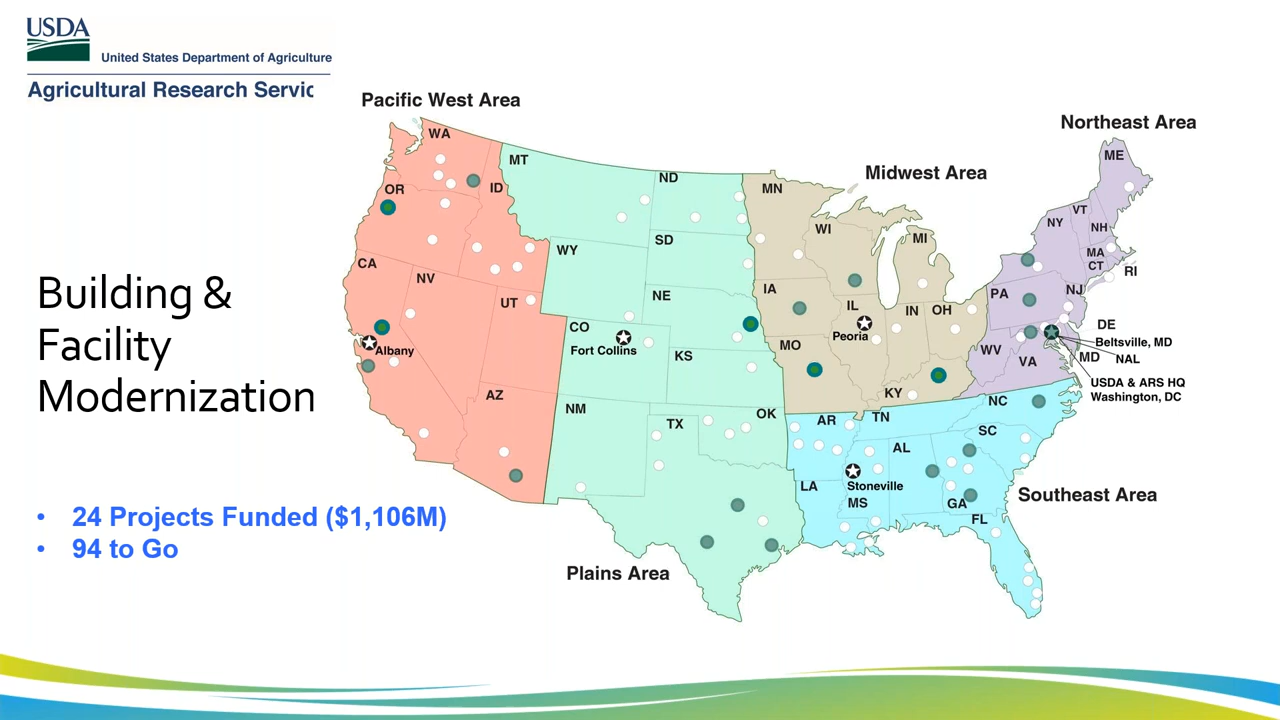 USDA
United States Department of Agriculture
Agricultural Research Servic
Pacific West Area
Northeast Area
Midwest Area
WA
MT
ND
MN
ME
OR
ID
WI
MI
VT
NY
NH
MA
CT
RI
WY
SD
CA
NV
UT
NE
IA
IL
IN
OH
PA
NJ
DE
CO
Fort Collins
KS
MO
Peoria
Albany
WV
VA
MD
Beltsville, MD
NAL
USDA & ARS HQ
Washington, DC
Building &
Facility
Modernization
AZ
NM
TX
OK
KY
AR
TN
NC
SC
AL
LA
Stoneville
MS
GA
FL
Southeast Area
Plains Area
• 24 Projects Funded ($1,106M)
• 94 to Go